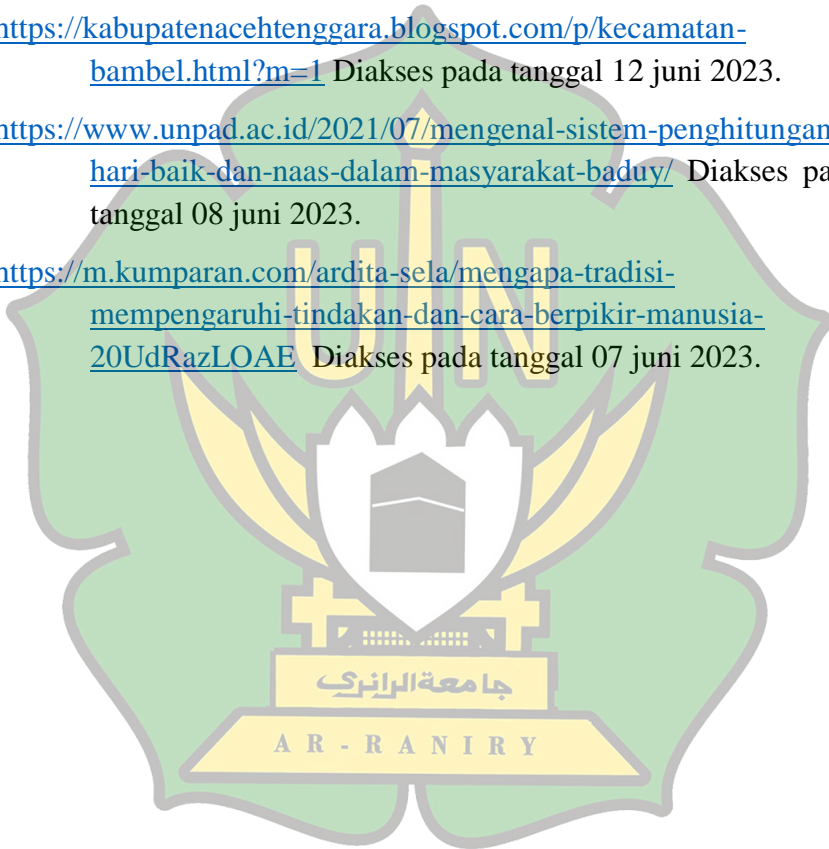 https://kabupatenacehtenggara.blogspot.com/p/kecamatan-
bambel.html?m=1 Diakses pada tanggal 12 juni 2023.
https://www.unpad.ac.id/2021/07/mengenal-sistem-penghitungan
hari-baik-dan-naas-dalam-masyarakat-baduy/ Diakses pa
tanggal 08 juni 2023.
https://m.kumparan.com/ardita-sela/mengapa-tradisi-
mempengaruhi-tindakan-dan-cara-berpikir-manusia-
20UdRazLOAE Diakses pada tanggal 07 juni 2023.
UIN
جامعةالرانري
AR-RANIRY